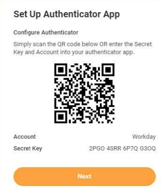 Set Up Authenticator App
Configure Authenticator
Simply scan the QR code below OR enter the Secret
Key and Account into your authenticator app.
Account Workday
Secret Key 2PGO 4SRR 6P7Q G3OQ
Next